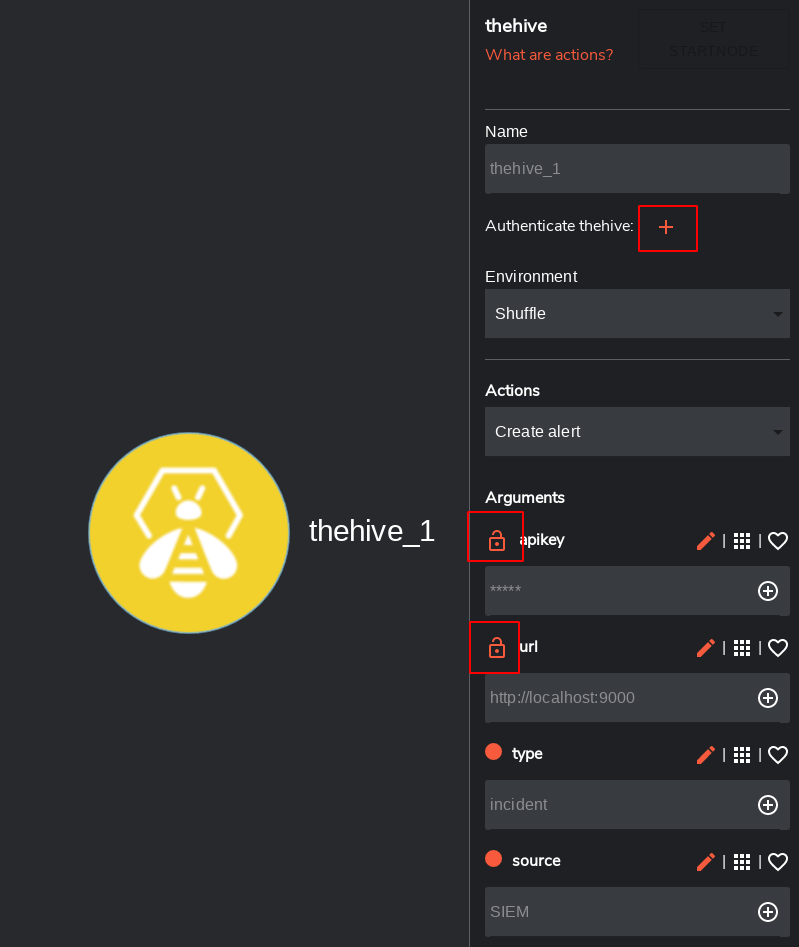 thehive
SET
STARTNODE
What are actions?
Name
thehive_1
Authenticate thehive: +
Environment
Shuffle
Actions
Create alert
thehive_1
Arguments
apikey | |
*****
url | |
http://localhost:9000
type | |
incident
source | |
SIEM